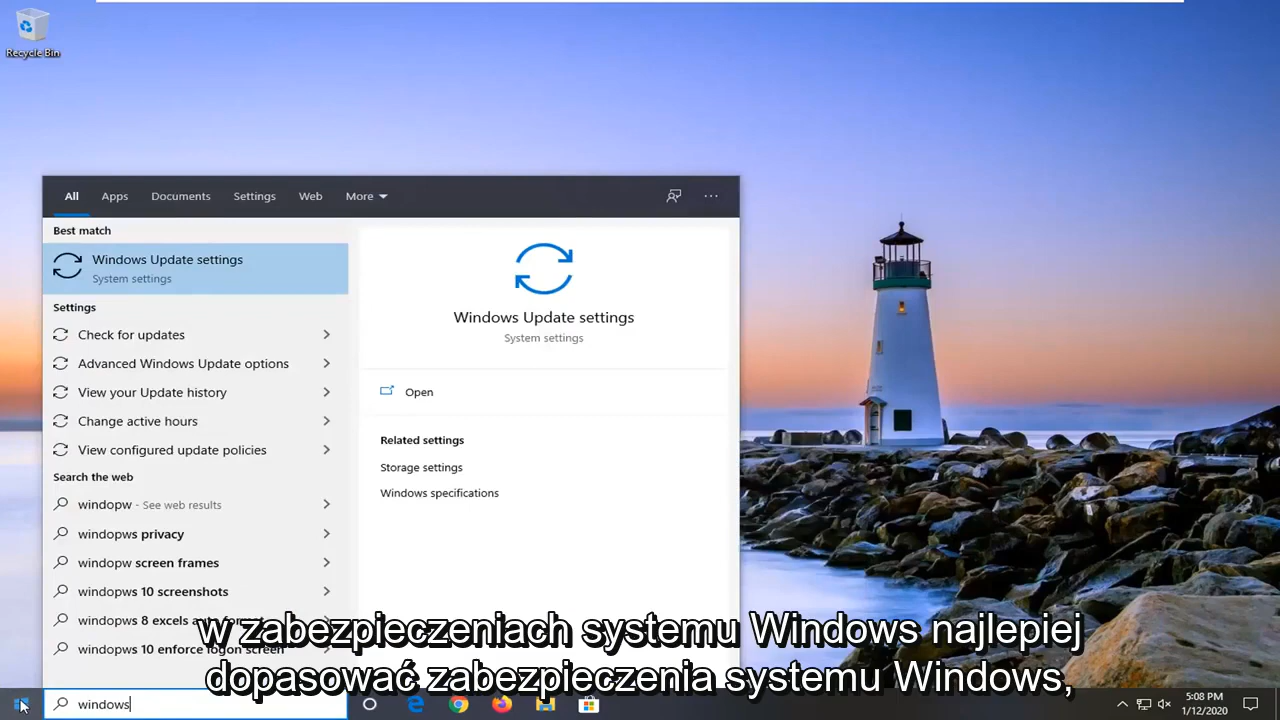 Recycle Bin
All Apps Documents Settings Web More
Best match
Windows Update settings
System settings
Settings
Check for updates
Advanced Windows Update options
View your Update history
Change active hours
View configured update policies
Search the web
windopw - See web results
windopws privacy
windopw screen frames
windopws 10 screenshots
windopws 8 excels
windopws 10 enforce logon screen
Windows Update settings
System settings
Open
Related settings
Storage settings
Windows specifications
w zabezpieczeniach systemu Windows najlepiej
dopasować zabezpieczenia systemu Windows,
windows
5:08 PM
1/12/2020